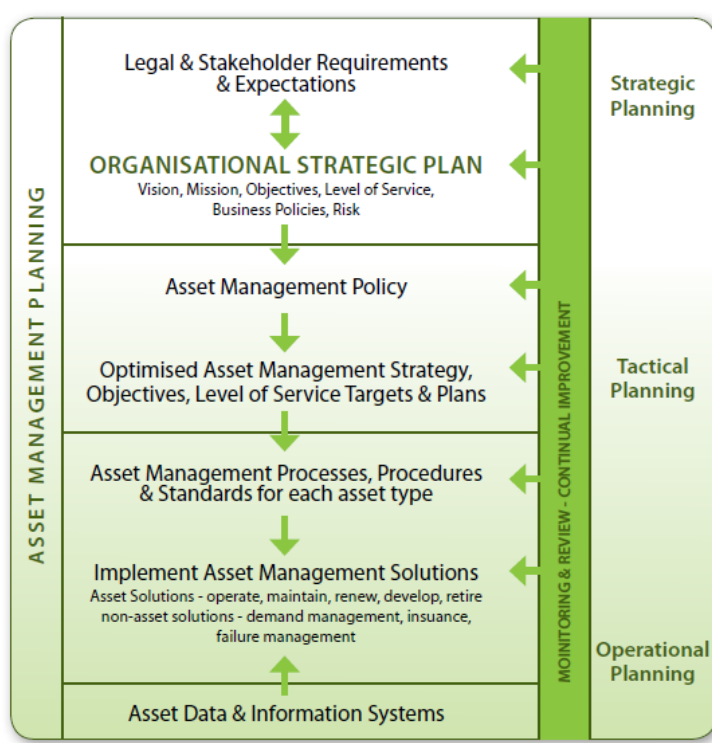 ASSET MANAGEMENT PLANNING
Legal & Stakeholder Requirements
& Expectations
ORGANISATIONAL STRATEGIC PLAN
Vision, Mission, Objectives, Level of Service,
Business Policies, Risk
Asset Management Policy
Optimised Asset Management Strategy,
Objectives, Level of Service Targets & Plans
Asset Management Processes, Procedures
& Standards for each asset type
Implement Asset Management Solutions
Asset Solutions - operate, maintain, renew, develop, retire
non-asset solutions - demand management, insuance,
failure management
Asset Data & Information Systems
MOINITORING & REVIEW - CONTINUAL IMPROVEMENT
Strategic
Planning
Tactical
Planning
Operational
Planning